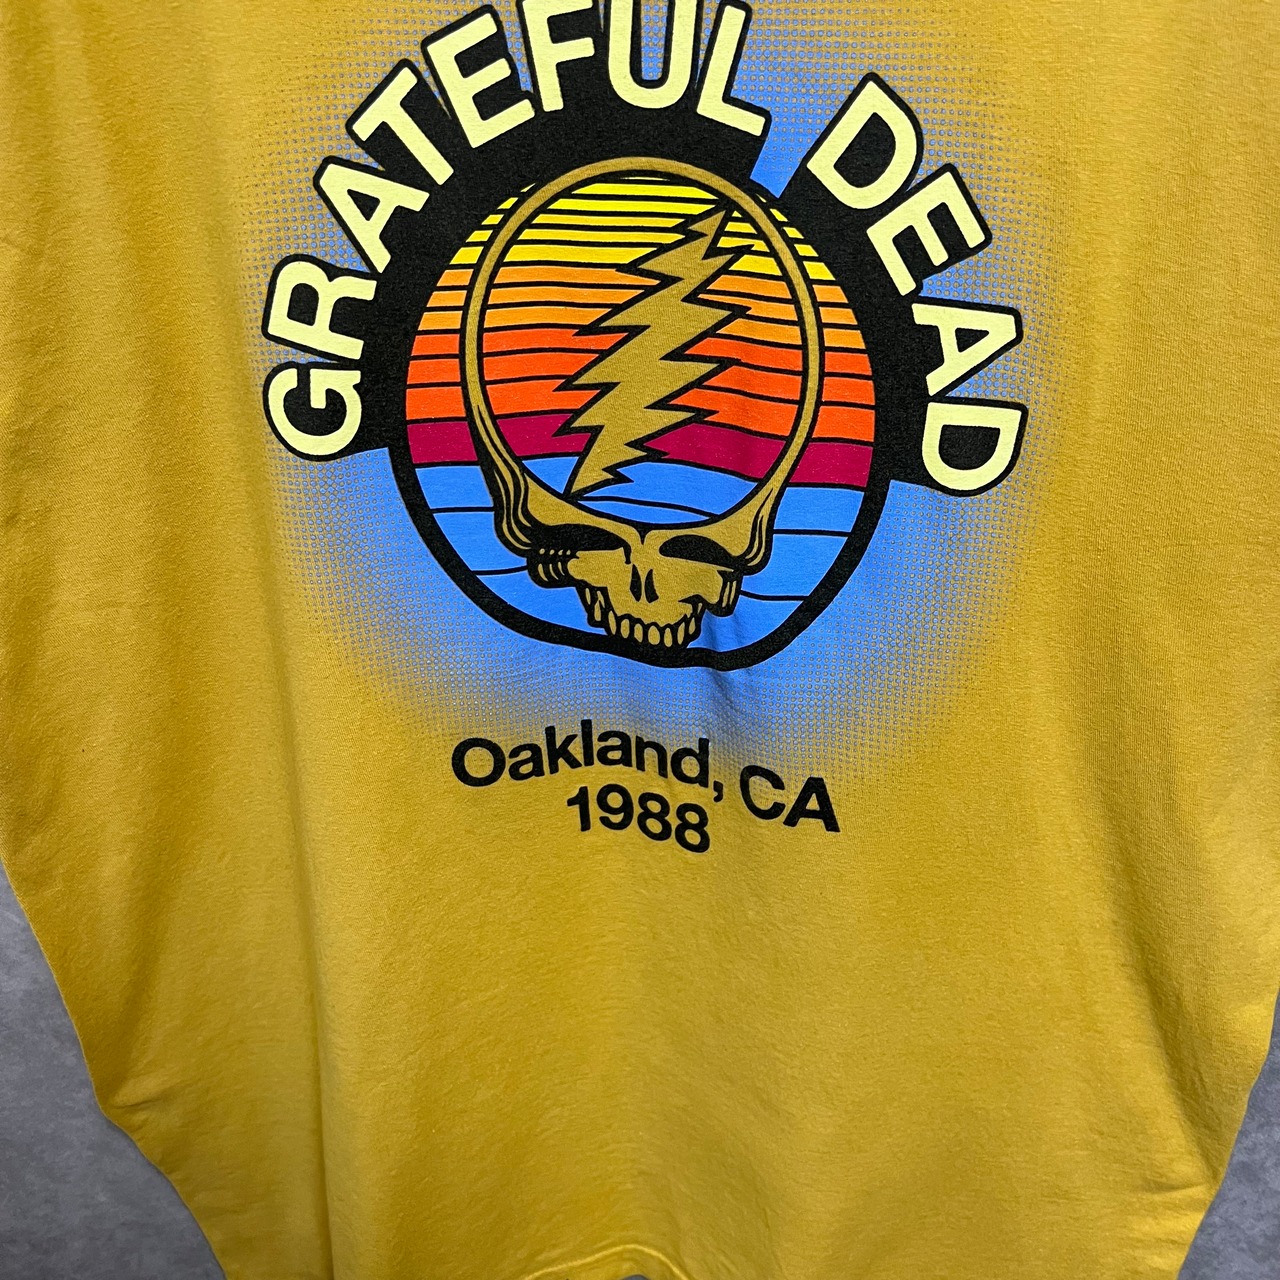 GRATEFUL DEAD
Oakland, CA
1988